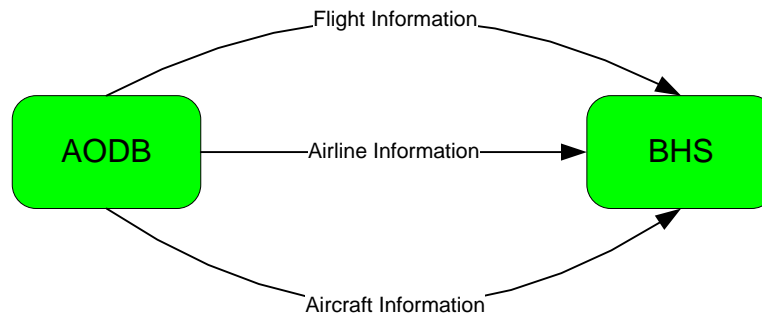 Flight Information
AODB
Airline Information
BHS
Aircraft Information